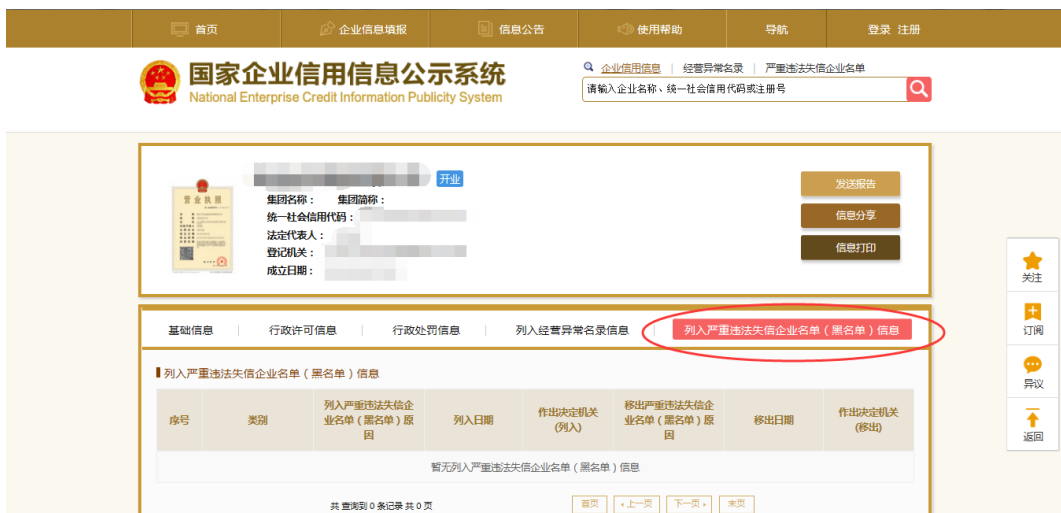 首页 企业信息填报 信息公告 使用帮助 导航 登录 注册
国家企业信用信息公示系统
National Enterprise Credit Information Publicity System
企业信用信息 | 经营异常名录 | 严重违法失信企业名单
请输入企业名称、统一社会信用代码或注册号
营业执照
开业
集团名称： 集团简称：
统一社会信用代码：
法定代表人：
登记机关：
成立日期：
发送报告
信息分享
信息打印
关注
订阅
异议
返回
基础信息 | 行政许可信息 | 行政处罚信息 | 列入经营异常名录信息 | 列入严重违法失信企业名单（黑名单）信息
列入严重违法失信企业名单（黑名单）信息
序号 类别 列入严重违法失信企业名单（黑名单）原因 列入日期 作出决定机关(列入) 移出严重违法失信企业名单（黑名单）原因 移出日期 作出决定机关(移出)
暂无列入严重违法失信企业名单（黑名单）信息
共 查询到 0 条记录 共 0 页 首页 上一页 下一页 末页